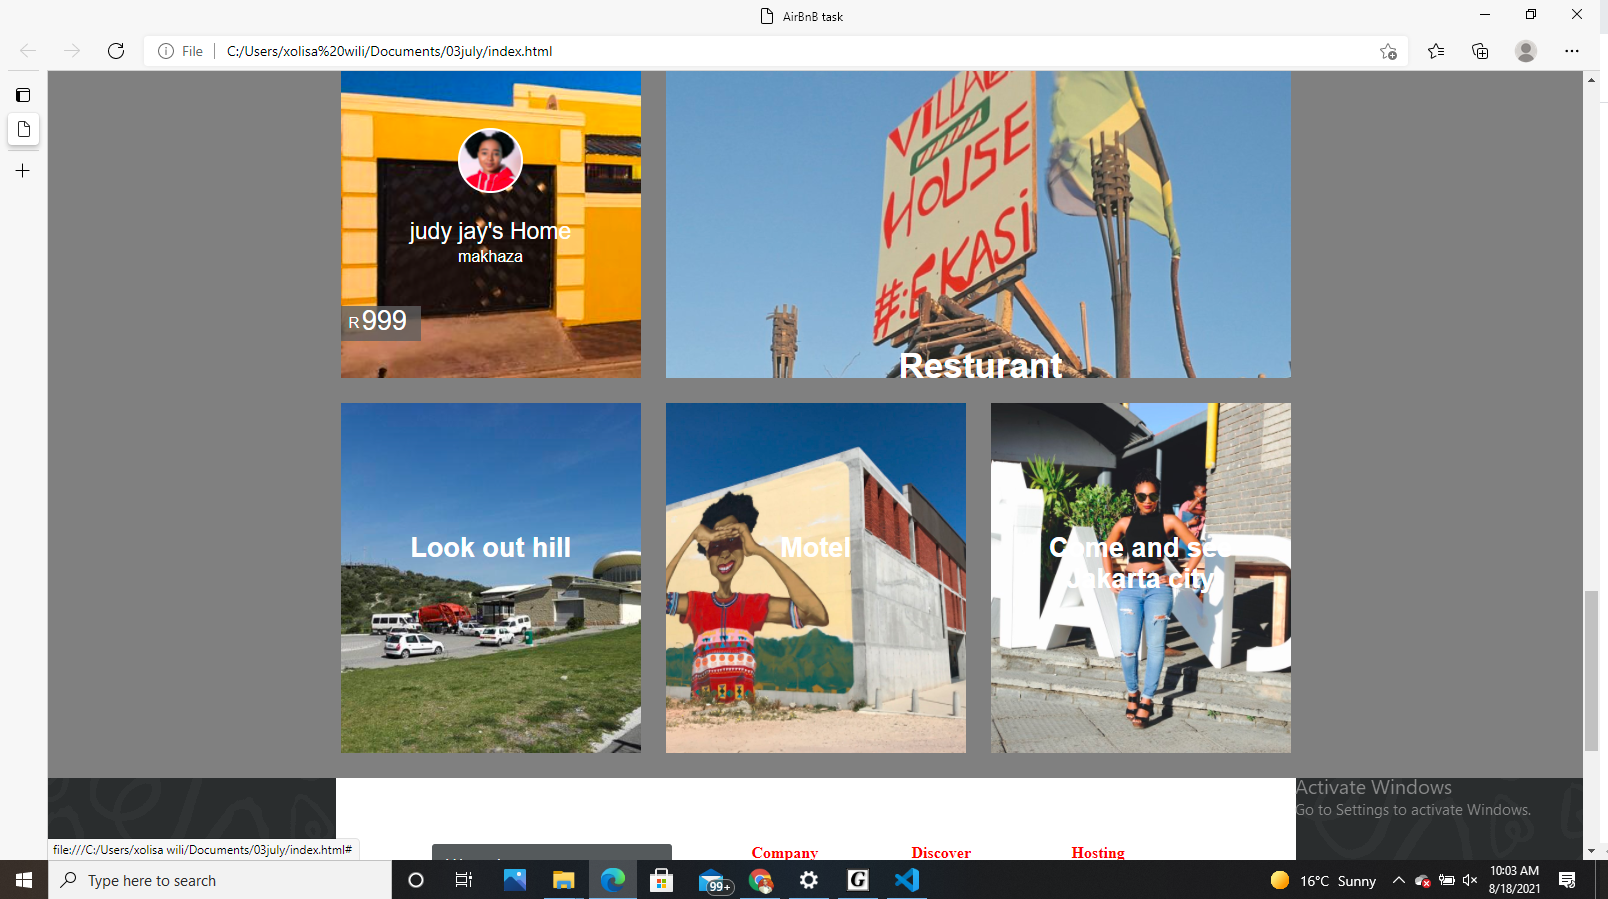 AirBnB task
File
C:/Users/xolisa%20wili/Documents/03july/index.html
VILLAG
HOUSE
#:EKASI
judy jay's Home
makhaza
R999
Resturant
Look out hill
Motel
Come and see
Jakarta city
Activate Windows
Go to Settings to activate Windows.
Company
Discover
Hosting
file:///C:/Users/xolisa wili/Documents/03july/index.html#
Type here to search
99+
G
16°C Sunny
10:03 AM
8/18/2021